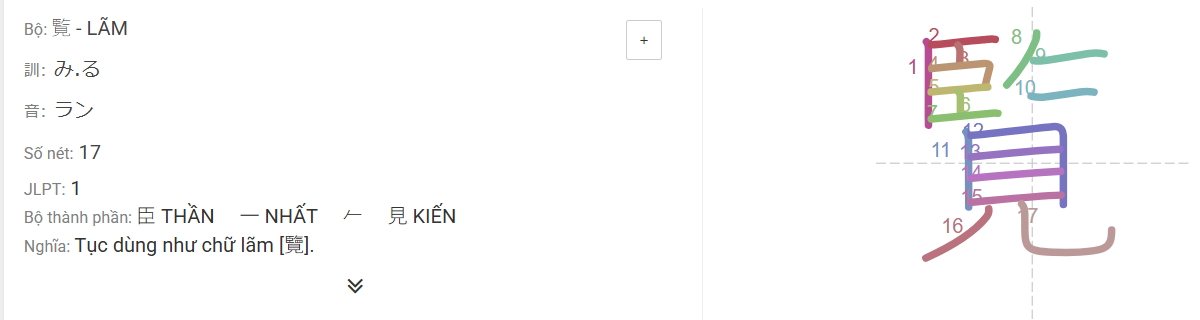 Bộ: 覧 - LÃM
+
訓: み.る
音: ラン
Số nét: 17
JLPT: 1
Bộ thành phần: 臣 THẦN 一 NHẤT 𠂉 見 KIẾN
Nghĩa: Tục dùng như chữ lãm [覽].
1
2
3
4
5
6
7
8
9
10
11
12
13
14
15
16
17